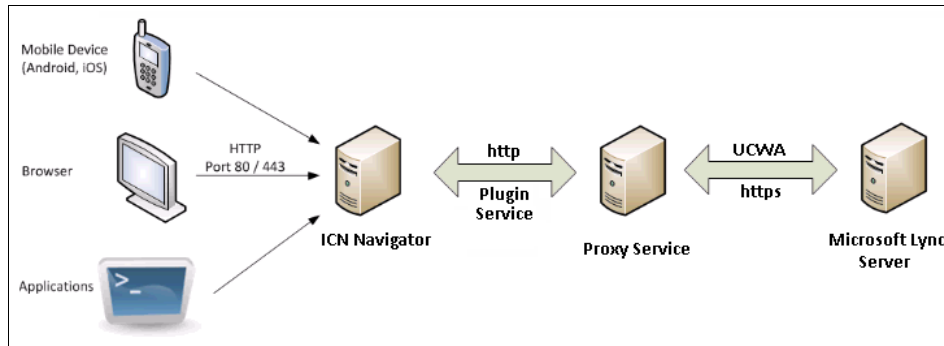 Mobile Device
(Android, iOS)
Browser
HTTP
Port 80 / 443
Applications
>_
ICN Navigator
http
Plugin
Service
Proxy Service
UCWA
https
Microsoft Lync
Server